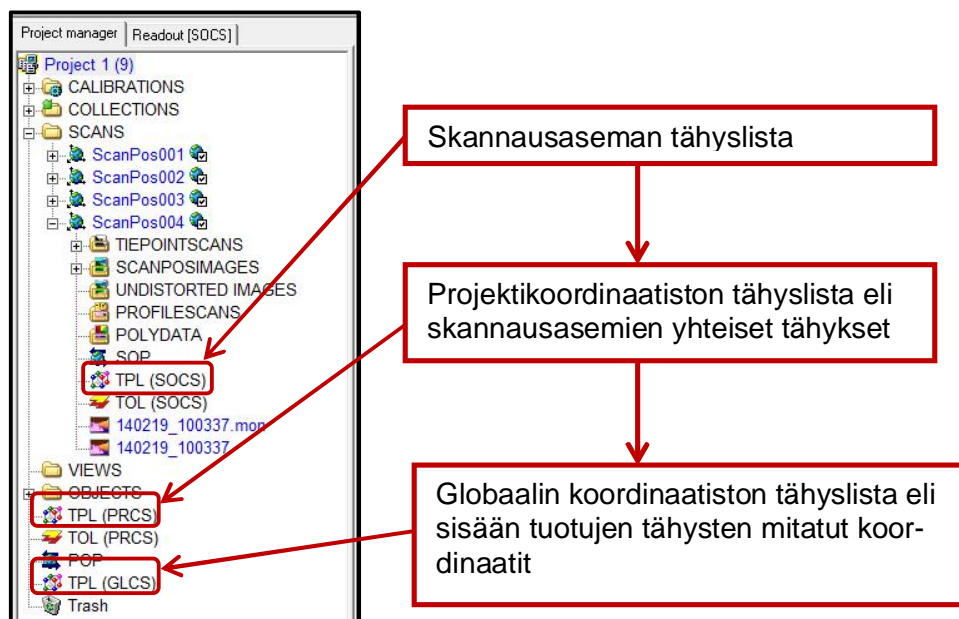 Project manager
Readout [SOCS]
Project 1 (9)
CALIBRATIONS
COLLECTIONS
SCANS
ScanPos001
ScanPos002
ScanPos003
ScanPos004
TIEPOINTSCANS
SCANPOSIMAGES
UNDISTORTED IMAGES
PROFILESCANS
POLYDATA
SOP
TPL (SOCS)
TOL (SOCS)
140219_100337.mon
140219_100337
VIEWS
OBJECTS
TPL (PRCS)
TOL (PRCS)
POP
TPL (GLCS)
Trash
Skannausaseman tähyslista
Projektikoordinaatiston tähyslista eli
skannausasemien yhteiset tähykset
Globaalin koordinaatiston tähyslista eli
sisään tuotujen tähysten mitatut koor-
dinaatit